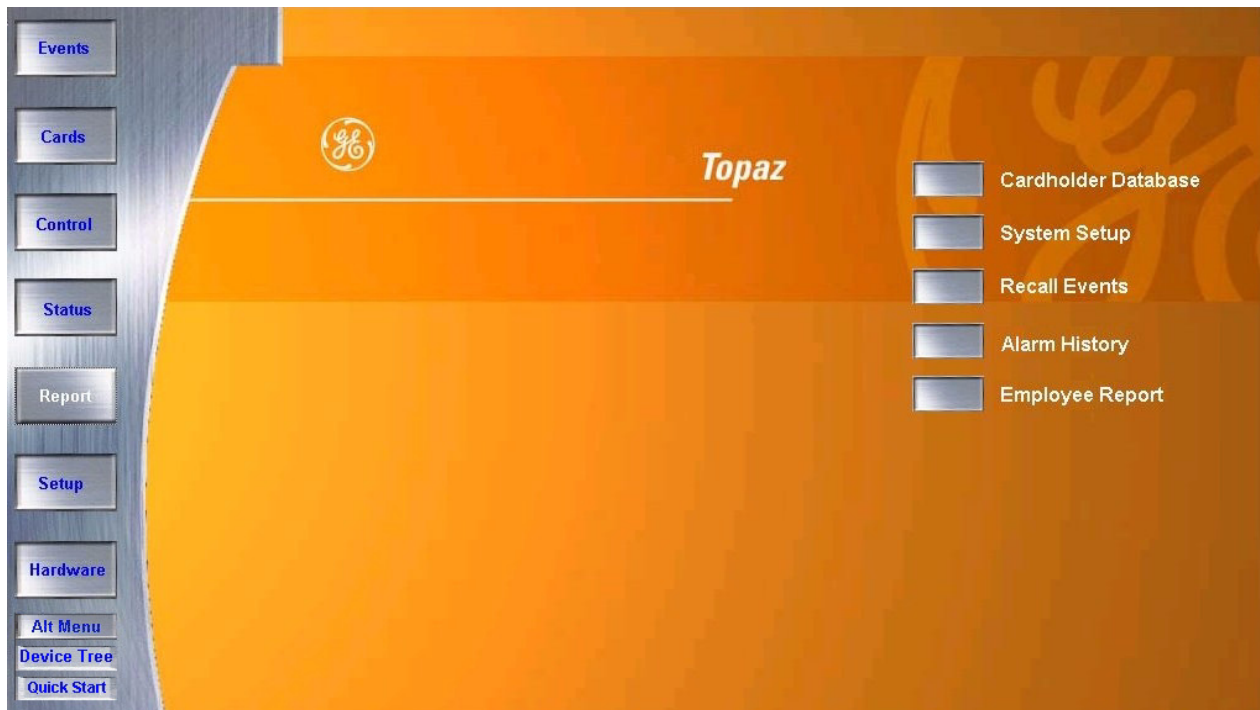 Events
Cards
Control
Status
Report
Setup
Hardware
Alt Menu
Device Tree
Quick Start
GE
Topaz
Cardholder Database
System Setup
Recall Events
Alarm History
Employee Report